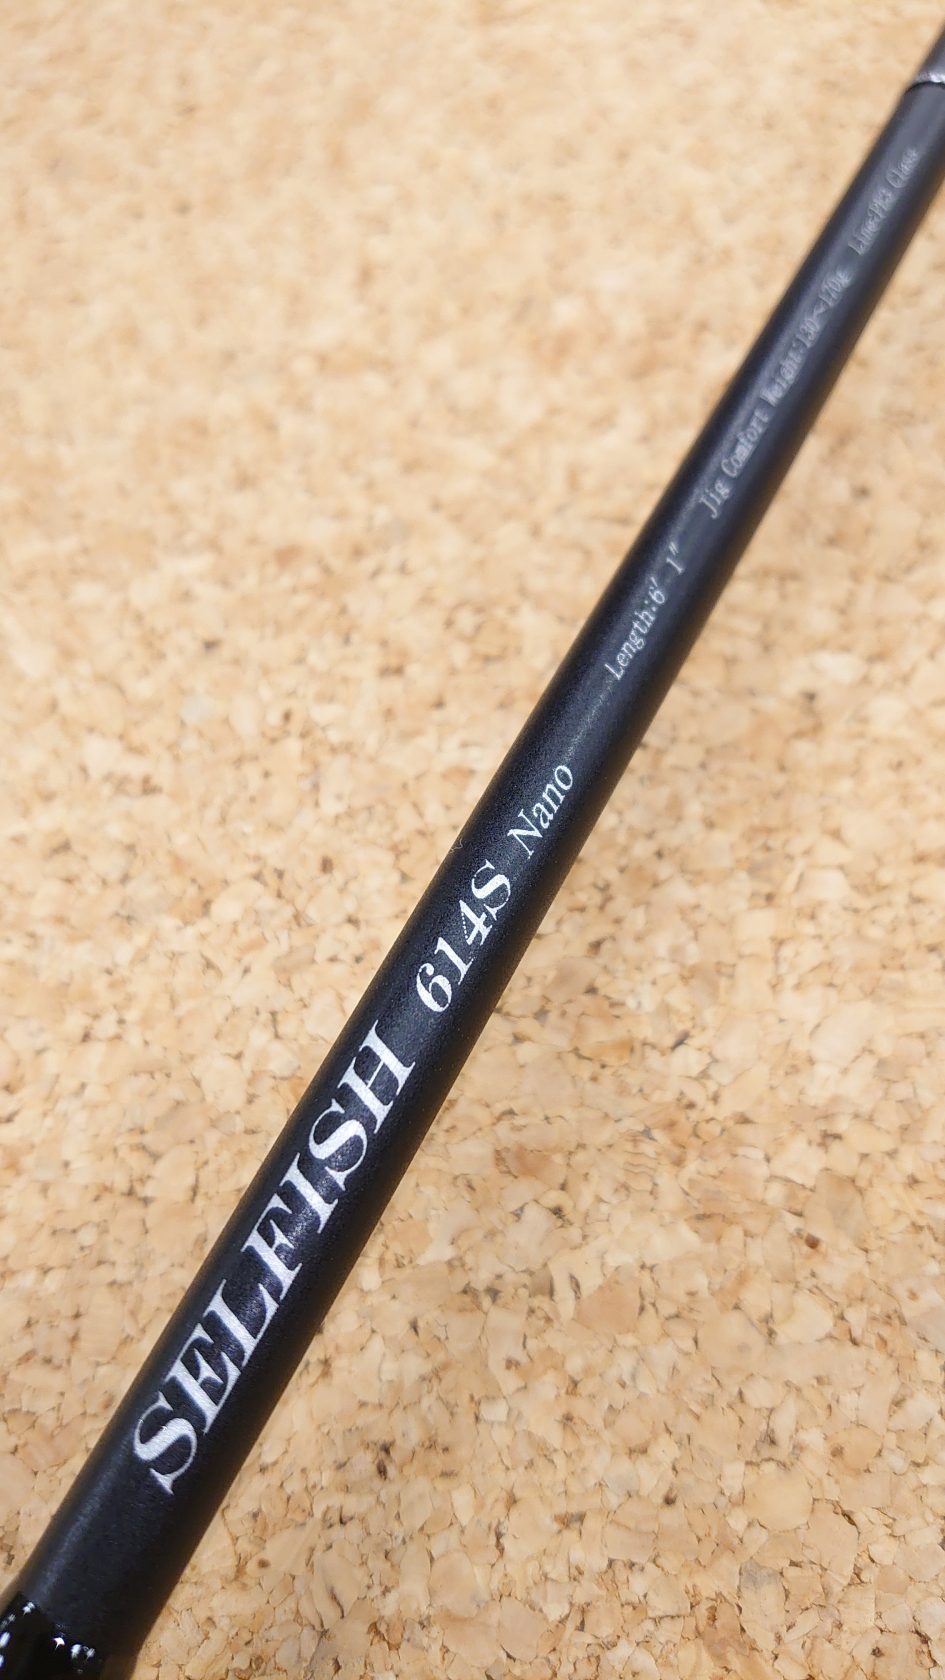 SELFISH 614S Nano Length:6'1" Jig Comfort Weight:130〜170g Line:PE3 Class